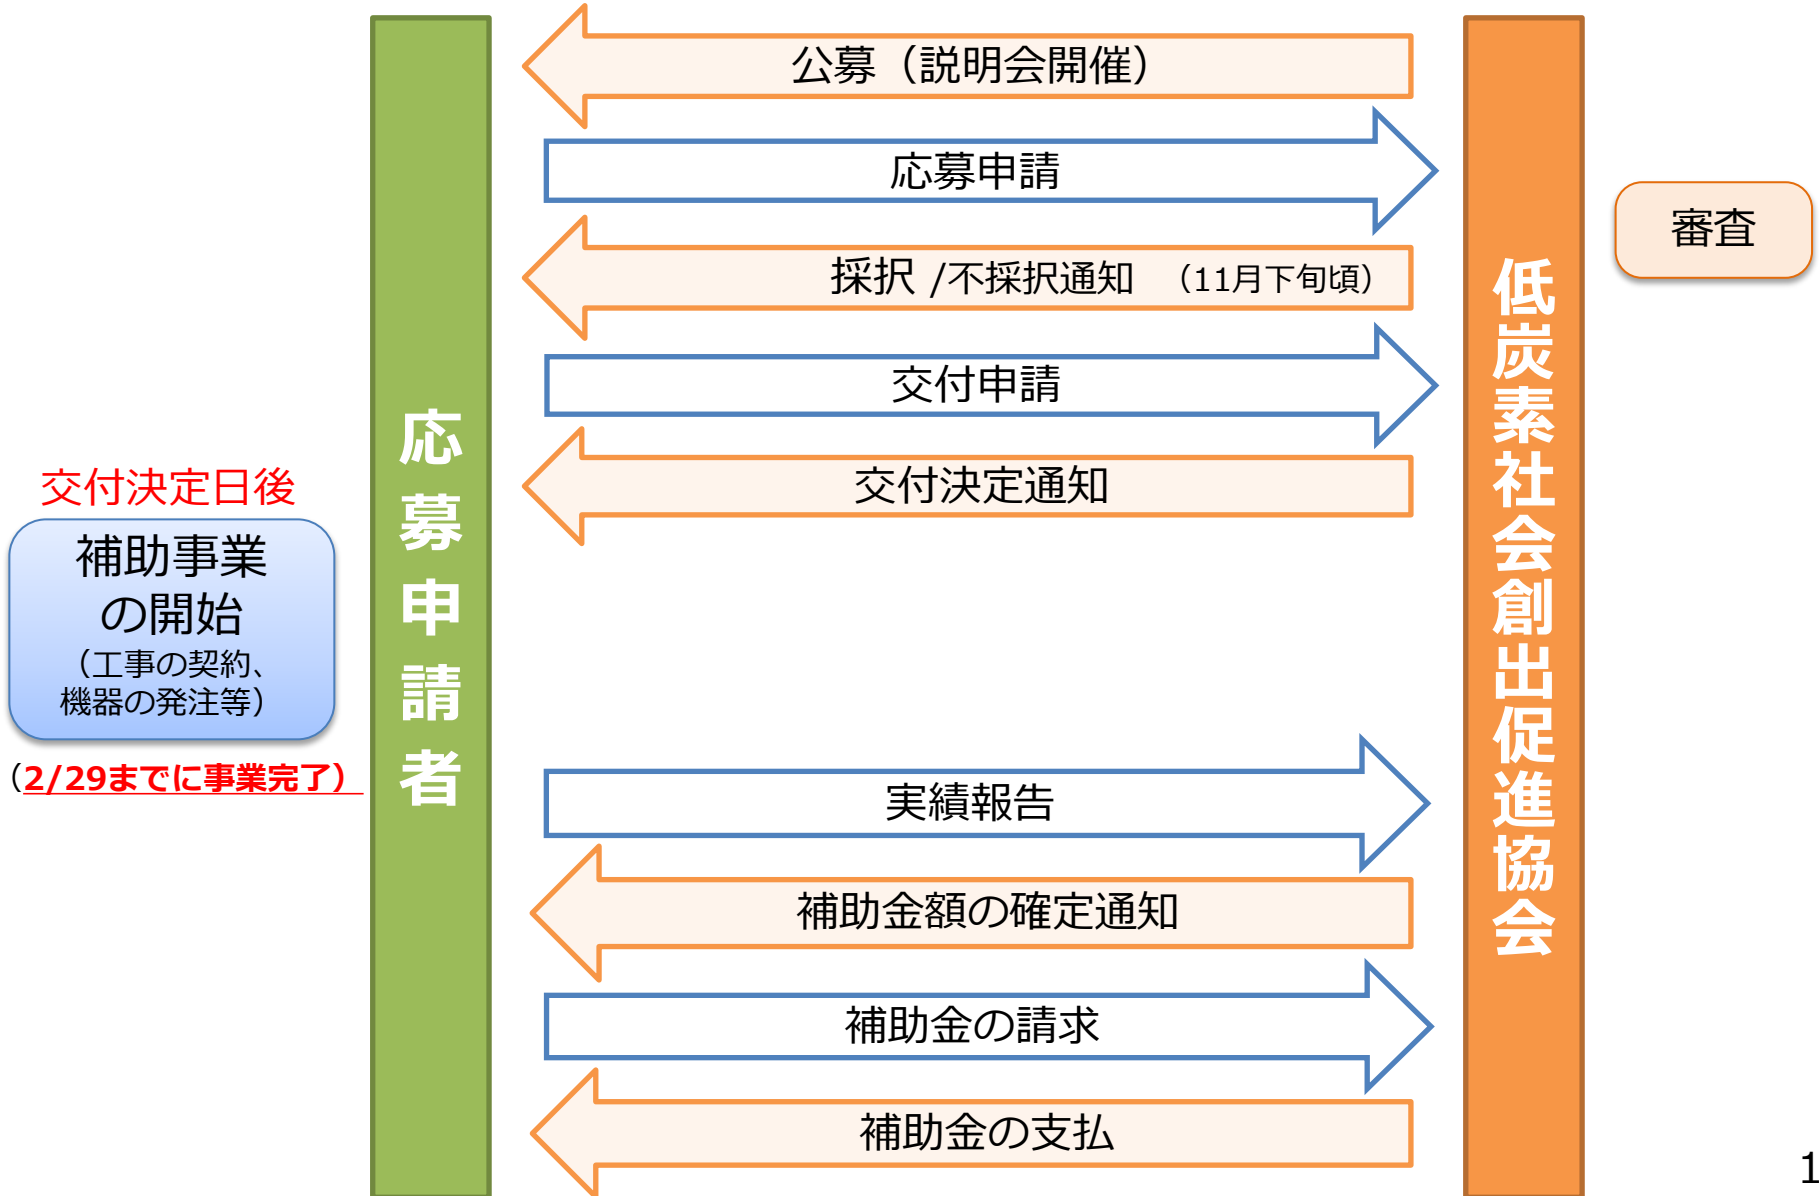 公募（説明会開催）
応募申請
審査
採択 /不採択通知 （11月下旬頃）
交付申請
交付決定通知
交付決定日後
補助事業
の開始
（工事の契約、
機器の発注等）
（2/29までに事業完了）
応募申請者
低炭素社会創出促進協会
実績報告
補助金額の確定通知
補助金の請求
補助金の支払
1